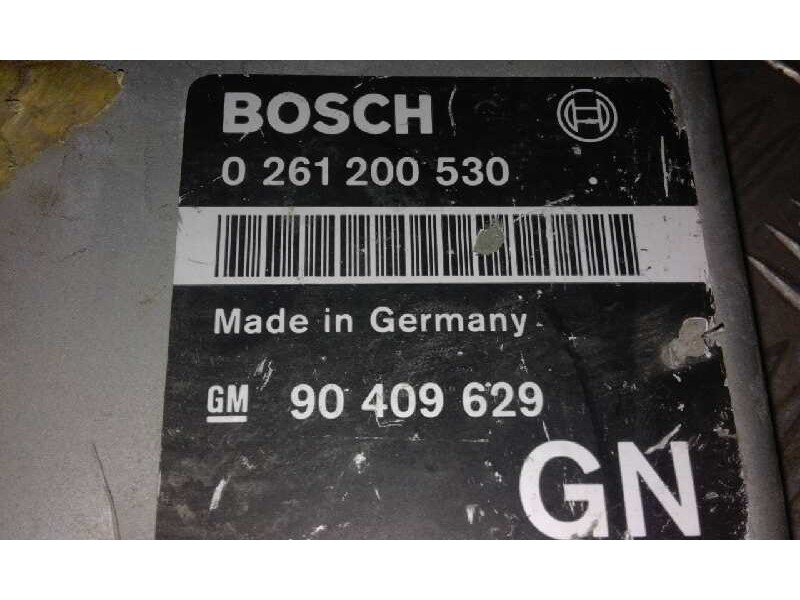 BOSCH
0 261 200 530
Made in Germany
GM 90 409 629
GN